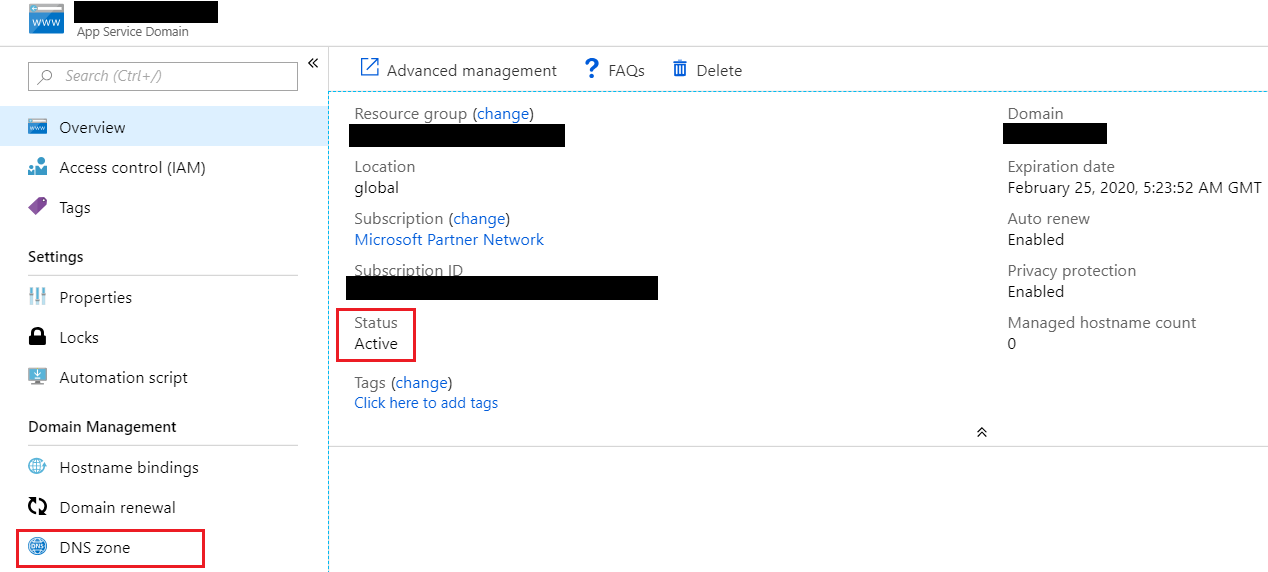 www
App Service Domain
Search (Ctrl+/)
«
Overview
Access control (IAM)
Tags
Settings
Properties
Locks
Automation script
Domain Management
Hostname bindings
Domain renewal
DNS zone
Advanced management
? FAQs
Delete
Resource group (change)
Location
global
Subscription (change)
Microsoft Partner Network
Subscription ID
Status
Active
Tags (change)
Click here to add tags
Domain
Expiration date
February 25, 2020, 5:23:52 AM GMT
Auto renew
Enabled
Privacy protection
Enabled
Managed hostname count
0